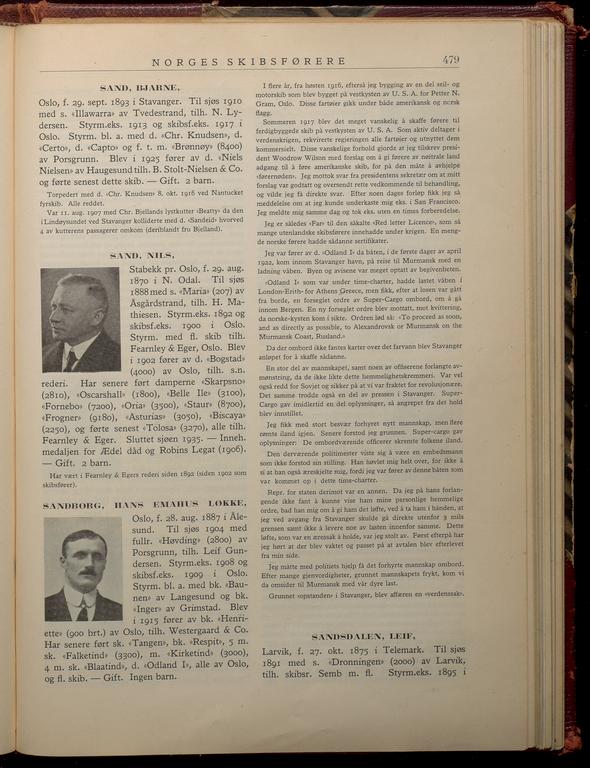 NORGES SKIBSFØRERE 479
SAND, BJARNE,
Oslo, f. 29. sept. 1893 i Stavanger. Til sjøs 1910
med s. «Illawarra» av Tvedestrand, tilh. N. Ly-
dersen. Styrm.eks. 1913 og skibsf.eks. 1917 i
Oslo. Styrm. bl. a. med d. «Chr. Knudsen», d.
«Certo», d. «Capto» og f. t. m. «Brønnøy» (8400)
av Porsgrunn. Blev i 1925 fører av d. «Niels
Nielsen» av Haugesund tilh. B. Stolt-Nielsen & Co.
og førte senest dette skib. — Gift. 2 barn.
Torpedert med d. «Chr. Knudsen» 8. okt. 1916 ved Nantucket
fyrskib. Alle reddet.
Var 11. aug. 1907 med Chr. Bjellands lystkutter «Beatty» da den
i Lindøysundet ved Stavanger kolliderte med d. «Sandeid» hvorved
4 av kutterens passagerer omkom (deriblandt fru Bjelland).
SAND, NILS,
Stabekk pr. Oslo, f. 29. aug.
1870 i N. Odal. Til sjøs
1888 med s. «Maria» (207) av
Åsgårdstrand, tilh. H. Ma-
thiesen. Styrm.eks. 1892 og
skibsf.eks. 1900 i Oslo.
Styrm. med fl. skib tilh.
Fearnley & Eger, Oslo. Blev
i 1902 fører av d. «Bogstad»
(4000) av Oslo, tilh. s.n.
rederi. Har senere ført damperne «Skarpsno»
(2810), «Oscarshall» (1800), «Belle Ile» (3100),
«Fornebo» (7200), «Oria» (3500), «Staur» (8700),
«Frogner» (9180), «Asturias» (3050), «Biscaya»
(2250), og førte senest «Tolosa» (3270), alle tilh.
Fearnley & Eger. Sluttet sjøen 1935. — Inneh.
medaljen for Ædel dåd og Robins Legat (1906).
— Gift. 2 barn.
Har vært i Fearnley & Egers rederi siden 1892 (siden 1902 som
skibsfører).
SANDBORG, HANS EMAHUS LØKKE,
Oslo, f. 28. aug. 1887 i Åle-
sund. Til sjøs 1904 med
fullr. «Høvding» (2800) av
Porsgrunn, tilh. Leif Gun-
dersen. Styrm.eks. 1908 og
skibsf.eks. 1909 i Oslo.
Styrm. bl. a. med bk. «Bau-
nen» av Langesund og bk.
«Inger» av Grimstad. Blev
i 1915 fører av bk. «Henri-
ette» (900 brt.) av Oslo, tilh. Westergaard & Co.
Har senere ført sk. «Tangen», bk. «Respit», 5 m.
sk. «Falketind» (3300), m. «Kirketind» (3000),
4 m. sk. «Blaatind», d. «Odland I», alle av Oslo,
og fl. skib. — Gift. Ingen barn.
I flere år, fra høsten 1916, efterså jeg bygging av en del seil- og
motorskib som blev bygget på vestkysten av U. S. A. for Petter N.
Gram, Oslo. Disse fartøier gikk under både amerikansk og norsk
flagg.
Sommeren 1917 blev det meget vanskelig å skaffe førere til
ferdigbyggede skib på vestkysten av U. S. A. Som aktiv deltager i
verdenskrigen, rekvirerte regjeringen alle fartøier og utnyttet dem
kommersielt. Disse vanskelige forhold gjorde at jeg tilskrev presi-
dent Woodrow Wilson med forslag om å gi førere av nøitrale land
adgang til å føre amerikanske skib, for på den måte å avhjelpe
«førernøden». Jeg mottok svar fra presidentens sekretær om at mitt
forslag var godtatt og oversendt rette vedkommende til behandling,
og vilde jeg få direkte svar. Efter noen dages forløp fikk jeg så
meddelelse om at jeg kunde underkaste mig eks. i San Francisco.
Jeg meldte mig samme dag og tok eks. uten en times forberedelse.
Jeg er således «Far» til den såkalte «Red letter Licence», som så
mange utenlandske skibsførere innehadde under krigen. En meng-
de norske førere hadde sådanne sertifikater.
Jeg var fører av d. «Odland I» da båten, i de første dager av april
1922, kom innom Stavanger havn, på reise til Murmansk med en
ladning våben. Byen og avisene var meget optatt av begivenheten.
«Odland I» som var under time-charter, hadde lastet våben i
London-Erith- for Athens Greece, men fikk, efter at losen var gått
fra borde, en forseglet ordre av Super-Cargo ombord, om å gå
innom Bergen. En ny forseglet ordre blev mottatt, mot kvittering,
da norske-kysten kom i sikte. Ordren lød så: «To proceed as soon,
and as directly as possible, to Alexandrovsk or Murmansk on the
Murmansk Coast, Rusland.»
Da der ombord ikke fantes karter over det farvann blev Stavanger
anløpet for å skaffe sådanne.
En stor del av mannskapet, samt noen av officerene forlangte av-
mønstring, da de ikke likte dette hemmelighetskremmeri. Var vel
også redd for Sovjet og sikker på at vi var fraktet for revolusjonære.
Det samme trodde også en del av pressen i Stavanger. Super-
Cargo gav imidlertid en del oplysninger, så angrepet fra det hold
blev innstillet.
Jeg fikk med stort besvær forhyret nytt mannskap, men flere
rømte iland igjen. Senere forstod jeg grunnen. Super-cargo gav
oplysninger: De ombordværende officerer skremte folkene iland.
Den derværende politimester viste sig å være en embedsmann
som ikke forstod sin stilling. Han hovlet mig helt over, for ikke å
si at han også ærekjelte mig, fordi jeg var fører av denne båten som
var kommet op i dette time-charter.
Repr. for staten derimot var en annen. Da jeg på hans forlan-
gende ikke fant å kunne vise ham mine personlige hemmelige
ordre, bad han mig om å gi ham det løfte, ved å ta ham i hånden, at
jeg ved avgang fra Stavanger skulde gå direkte utenfor 3 mils
grensen samt ikke å levere noe av lasten innenfor samme. Dette
løfte, som var en æressak å holde, var jeg stolt av. Først efterpå har
jeg hørt at der blev vaktet og passet på at avtalen blev efterlevet
fra min side.
Jeg måtte med politiets hjelp få det forhyrte mannskap ombord.
Efter mange gjenvordigheter, grunnet mannskapets frykt, kom vi
da omsider til Murmansk med vår dyre last.
Grunnet «opstanden» i Stavanger, blev affæren en «verdenssak».
SANDSDALEN, LEIF,
Larvik, f. 27. okt. 1875 i Telemark. Til sjøs
1891 med s. «Dronningen» (2000) av Larvik,
tilh. skibsr. Semb m. fl. Styrm.eks. 1895 i